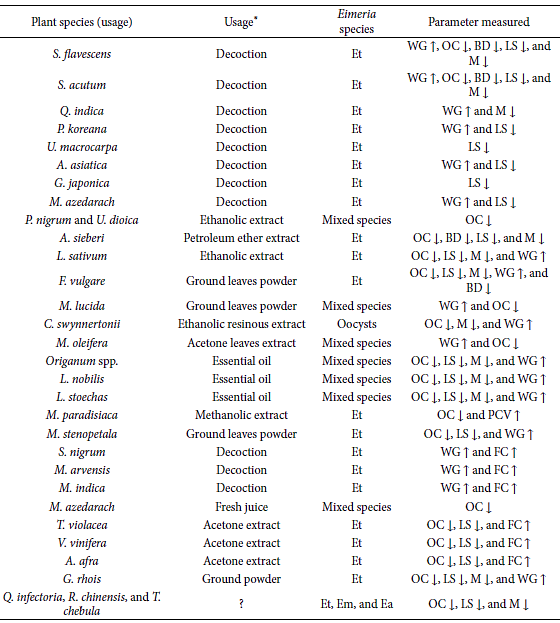 Plant species (usage) Usage* Eimeria species Parameter measured
S. flavescens Decoction Et WG ↑, OC ↓, BD ↓, LS ↓, and M ↓
S. acutum Decoction Et WG ↑, OC ↓, BD ↓, LS ↓, and M ↓
Q. indica Decoction Et WG ↑ and M ↓
P. koreana Decoction Et WG ↑ and LS ↓
U. macrocarpa Decoction Et LS ↓
A. asiatica Decoction Et WG ↑ and LS ↓
G. japonica Decoction Et LS ↓
M. azedarach Decoction Et WG ↑ and LS ↓
P. nigrum and U. dioica Ethanolic extract Mixed species OC ↓
A. sieberi Petroleum ether extract Et OC ↓, BD ↓, LS ↓, and M ↓
L. sativum Ethanolic extract Et OC ↓, LS ↓, M ↓, and WG ↑
F. vulgare Ground leaves powder Et OC ↓, LS ↓, M ↓, WG ↑, and BD ↓
M. lucida Ground leaves powder Mixed species WG ↑ and OC ↓
C. swynnertonii Ethanolic resinous extract Oocysts OC ↓, M ↓, and WG ↑
M. oleifera Acetone leaves extract Mixed species WG ↑ and OC ↓
Origanum spp. Essential oil Mixed species OC ↓, LS ↓, M ↓, and WG ↑
L. nobilis Essential oil Mixed species OC ↓, LS ↓, M ↓, and WG ↑
L. stoechas Essential oil Mixed species OC ↓, LS ↓, M ↓, and WG ↑
M. paradisiaca Methanolic extract Et OC ↓ and PCV ↑
M. stenopetala Ground leaves powder Et OC ↓, LS ↓, and WG ↑
S. nigrum Decoction Et WG ↑ and FC ↑
M. arvensis Decoction Et WG ↑ and FC ↑
M. indica Decoction Et WG ↑ and FC ↑
M. azedarach Fresh juice Mixed species OC ↓
T. violacea Acetone extract Et OC ↓, LS ↓, and FC ↑
V. vinifera Acetone extract Et OC ↓, LS ↓, and FC ↑
A. afra Acetone extract Et OC ↓, LS ↓, and FC ↑
G. rhois Ground powder Et OC ↓, LS ↓, M ↓, and WG ↑
Q. infectoria, R. chinensis, and T. chebula ? Et, Em, and Ea OC ↓, LS ↓, and M ↓